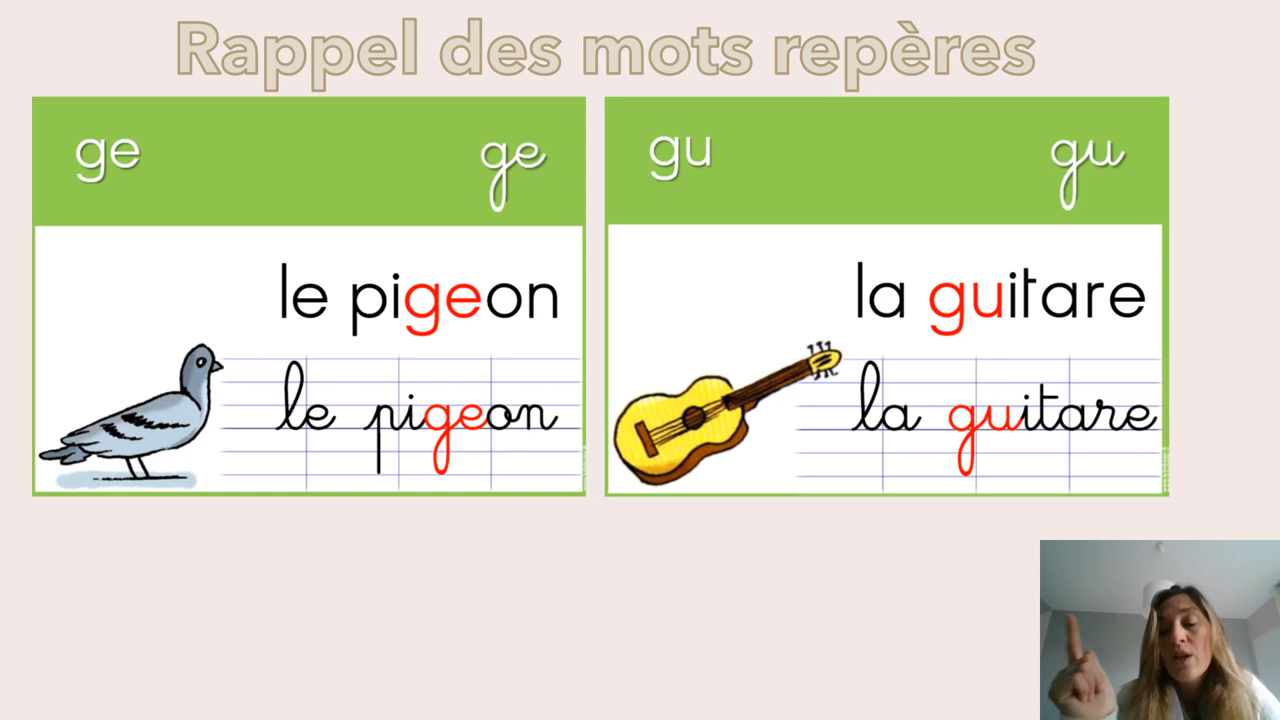 Rappel des mots repères
ge ge
le pigeon
le pigeon
gu gu
la guitare
la guitare